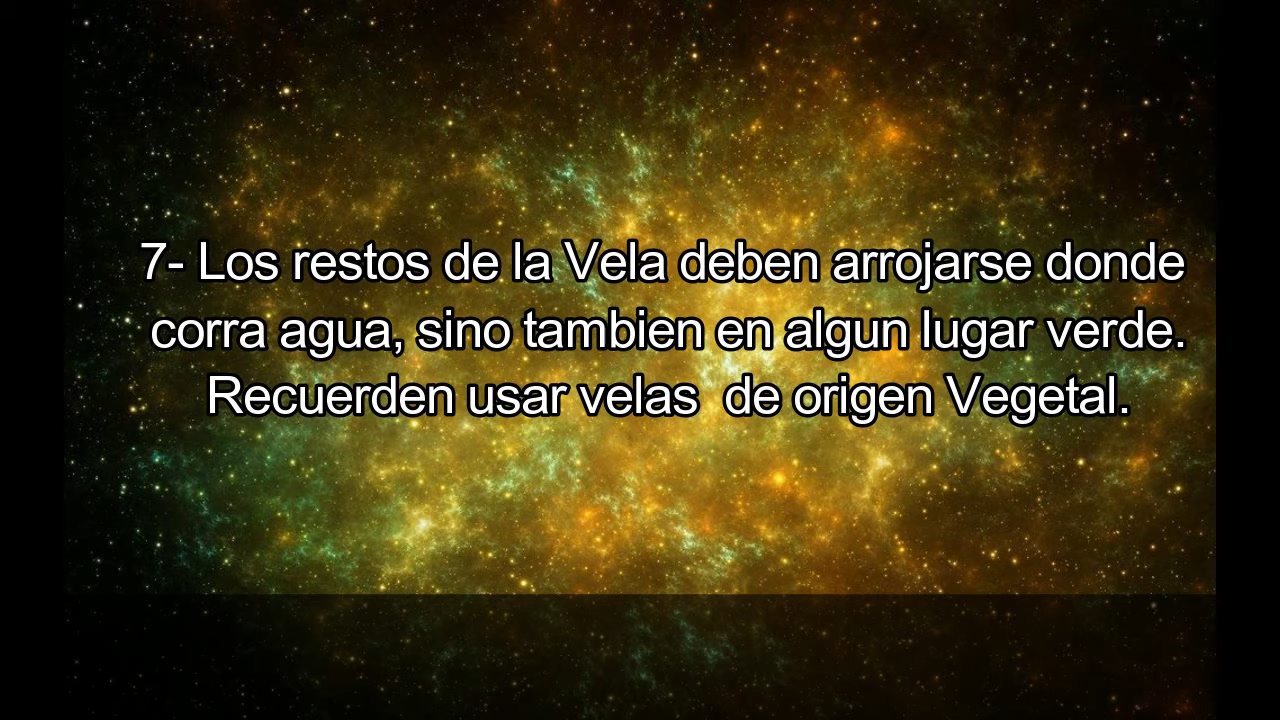 7- Los restos de la Vela deben arrojarse donde
corra agua, sino tambien en algun lugar verde.
Recuerden usar velas  de origen Vegetal.